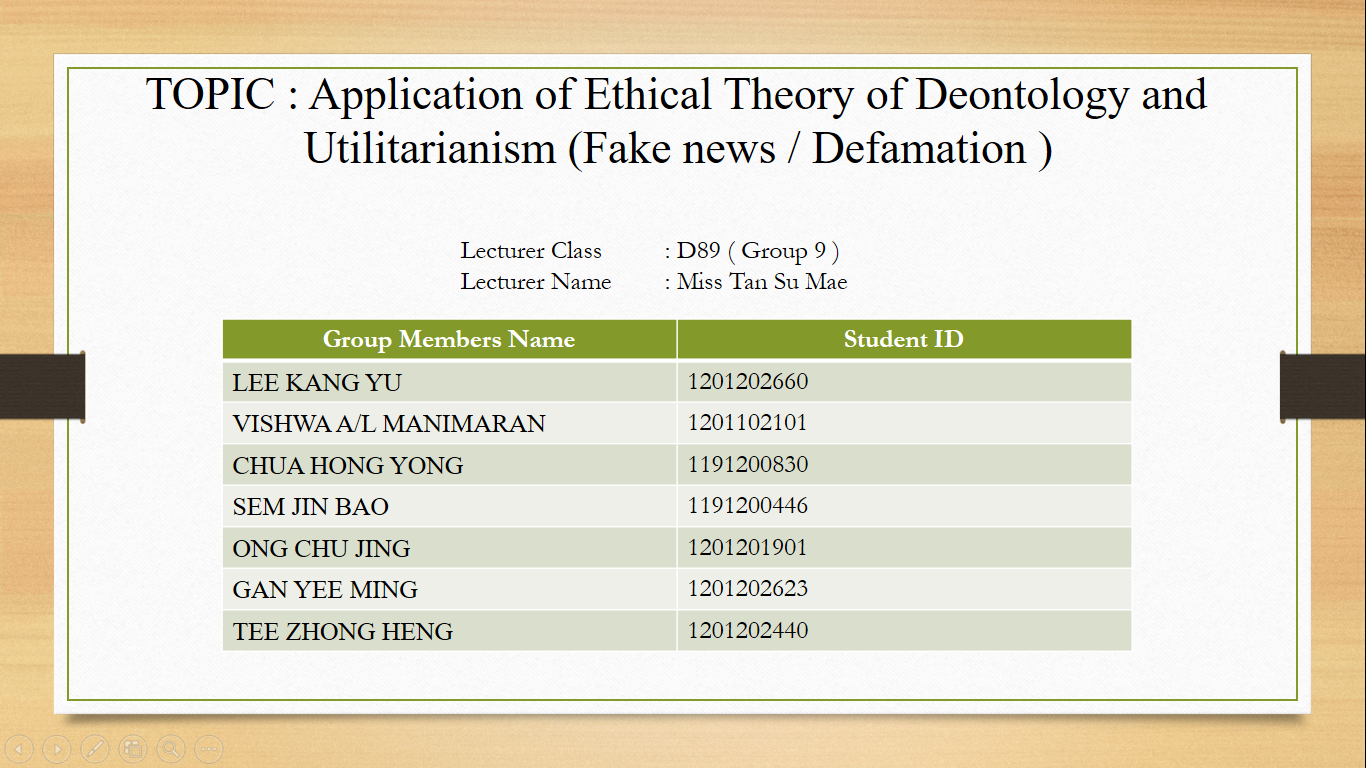 TOPIC : Application of Ethical Theory of Deontology and
Utilitarianism (Fake news / Defamation )
Lecturer Class : D89 ( Group 9 )
Lecturer Name : Miss Tan Su Mae
Group Members Name Student ID
LEE KANG YU 1201202660
VISHWA A/L MANIMARAN 1201102101
CHUA HONG YONG 1191200830
SEM JIN BAO 1191200446
ONG CHU JING 1201201901
GAN YEE MING 1201202623
TEE ZHONG HENG 1201202440